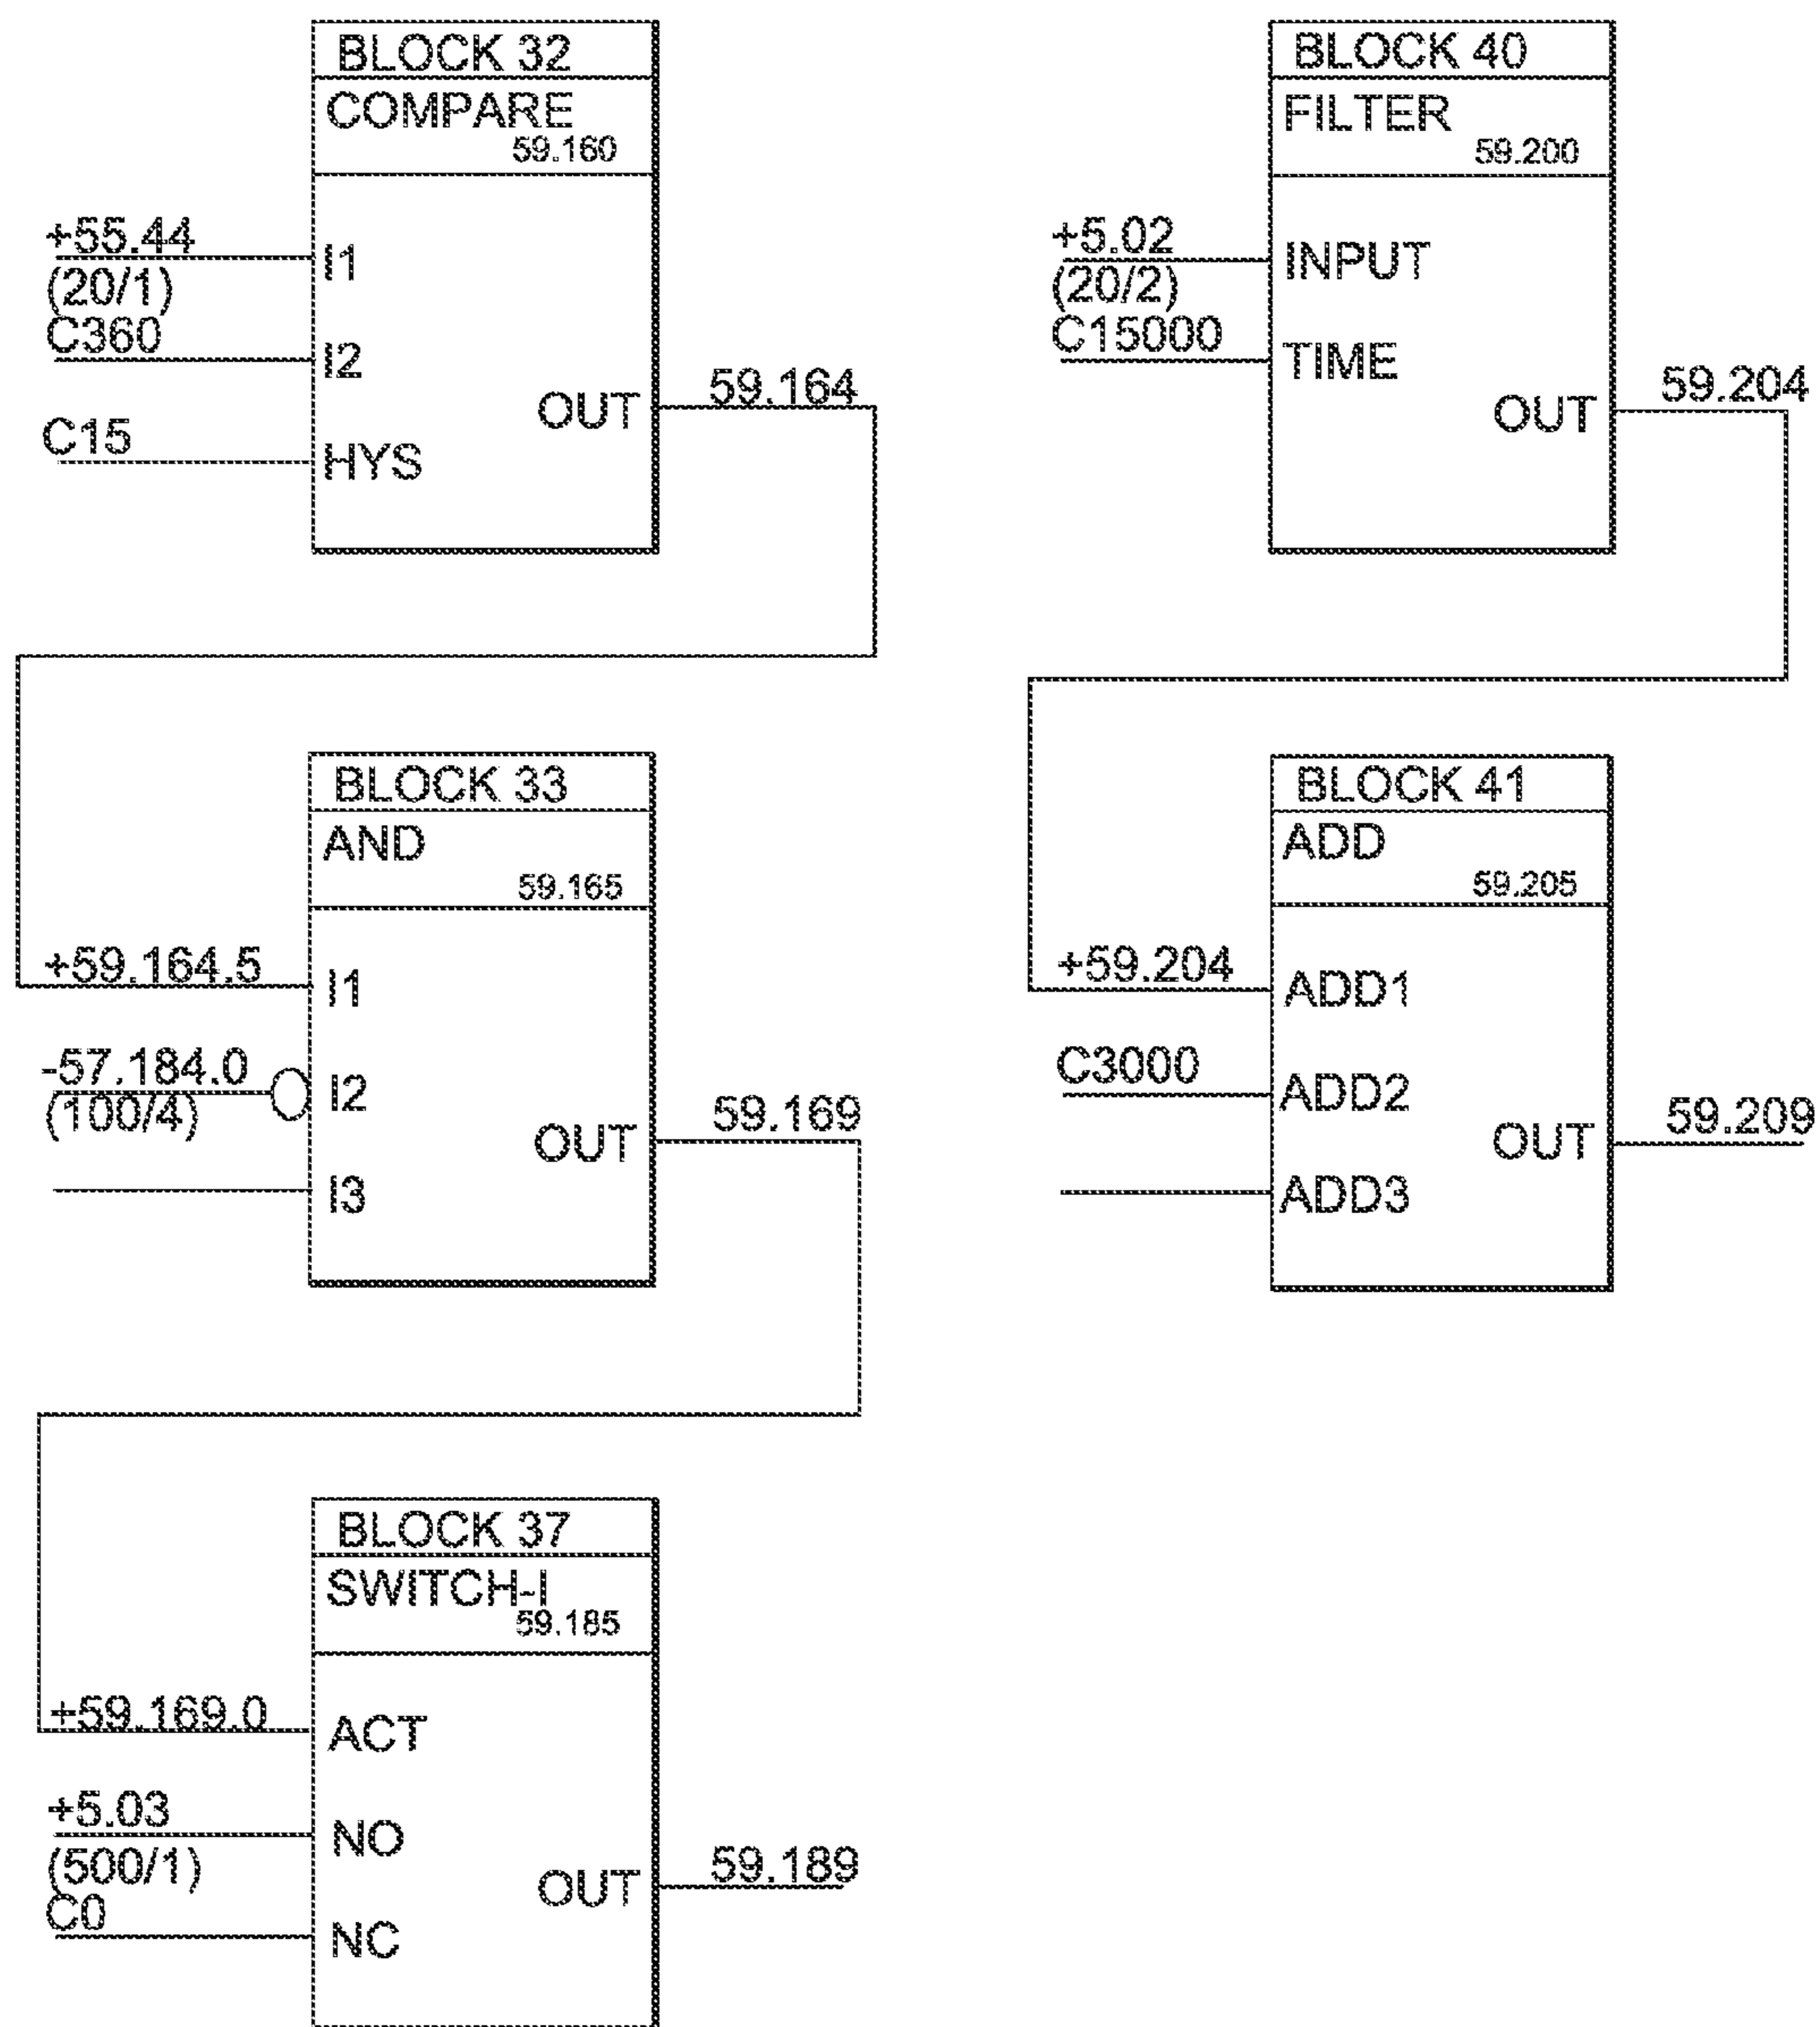 BLOCK 32
COMPARE
59.160
+55.44
(20/1)
I1
C360
I2
C15
HYS
OUT
59.164
BLOCK 33
AND
59.165
+59.164.5
I1
-57.184.0
(100/4)
I2
I3
OUT
59.169
BLOCK 37
SWITCH-I
59.185
+59.169.0
ACT
+5.03
(500/1)
NO
C0
NC
OUT
59.189
BLOCK 40
FILTER
59.200
+5.02
(20/2)
INPUT
C15000
TIME
OUT
59.204
BLOCK 41
ADD
59.205
+59.204
ADD1
C3000
ADD2
ADD3
OUT
59.209